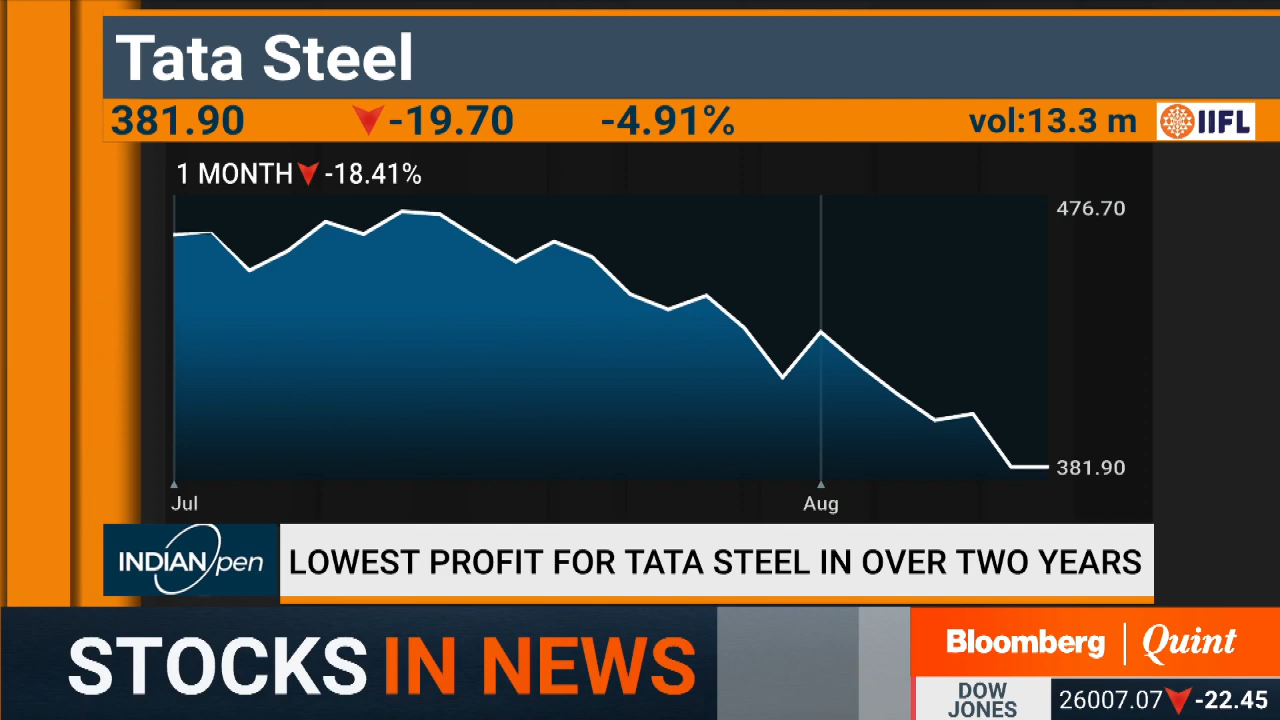 Tata Steel
381.90 -19.70 -4.91% vol:13.3 m IIFL
1 MONTH -18.41%
476.70
381.90
Jul Aug
INDIAN Open LOWEST PROFIT FOR TATA STEEL IN OVER TWO YEARS
STOCKS IN NEWS
Bloomberg | Quint
DOW JONES 26007.07 -22.45